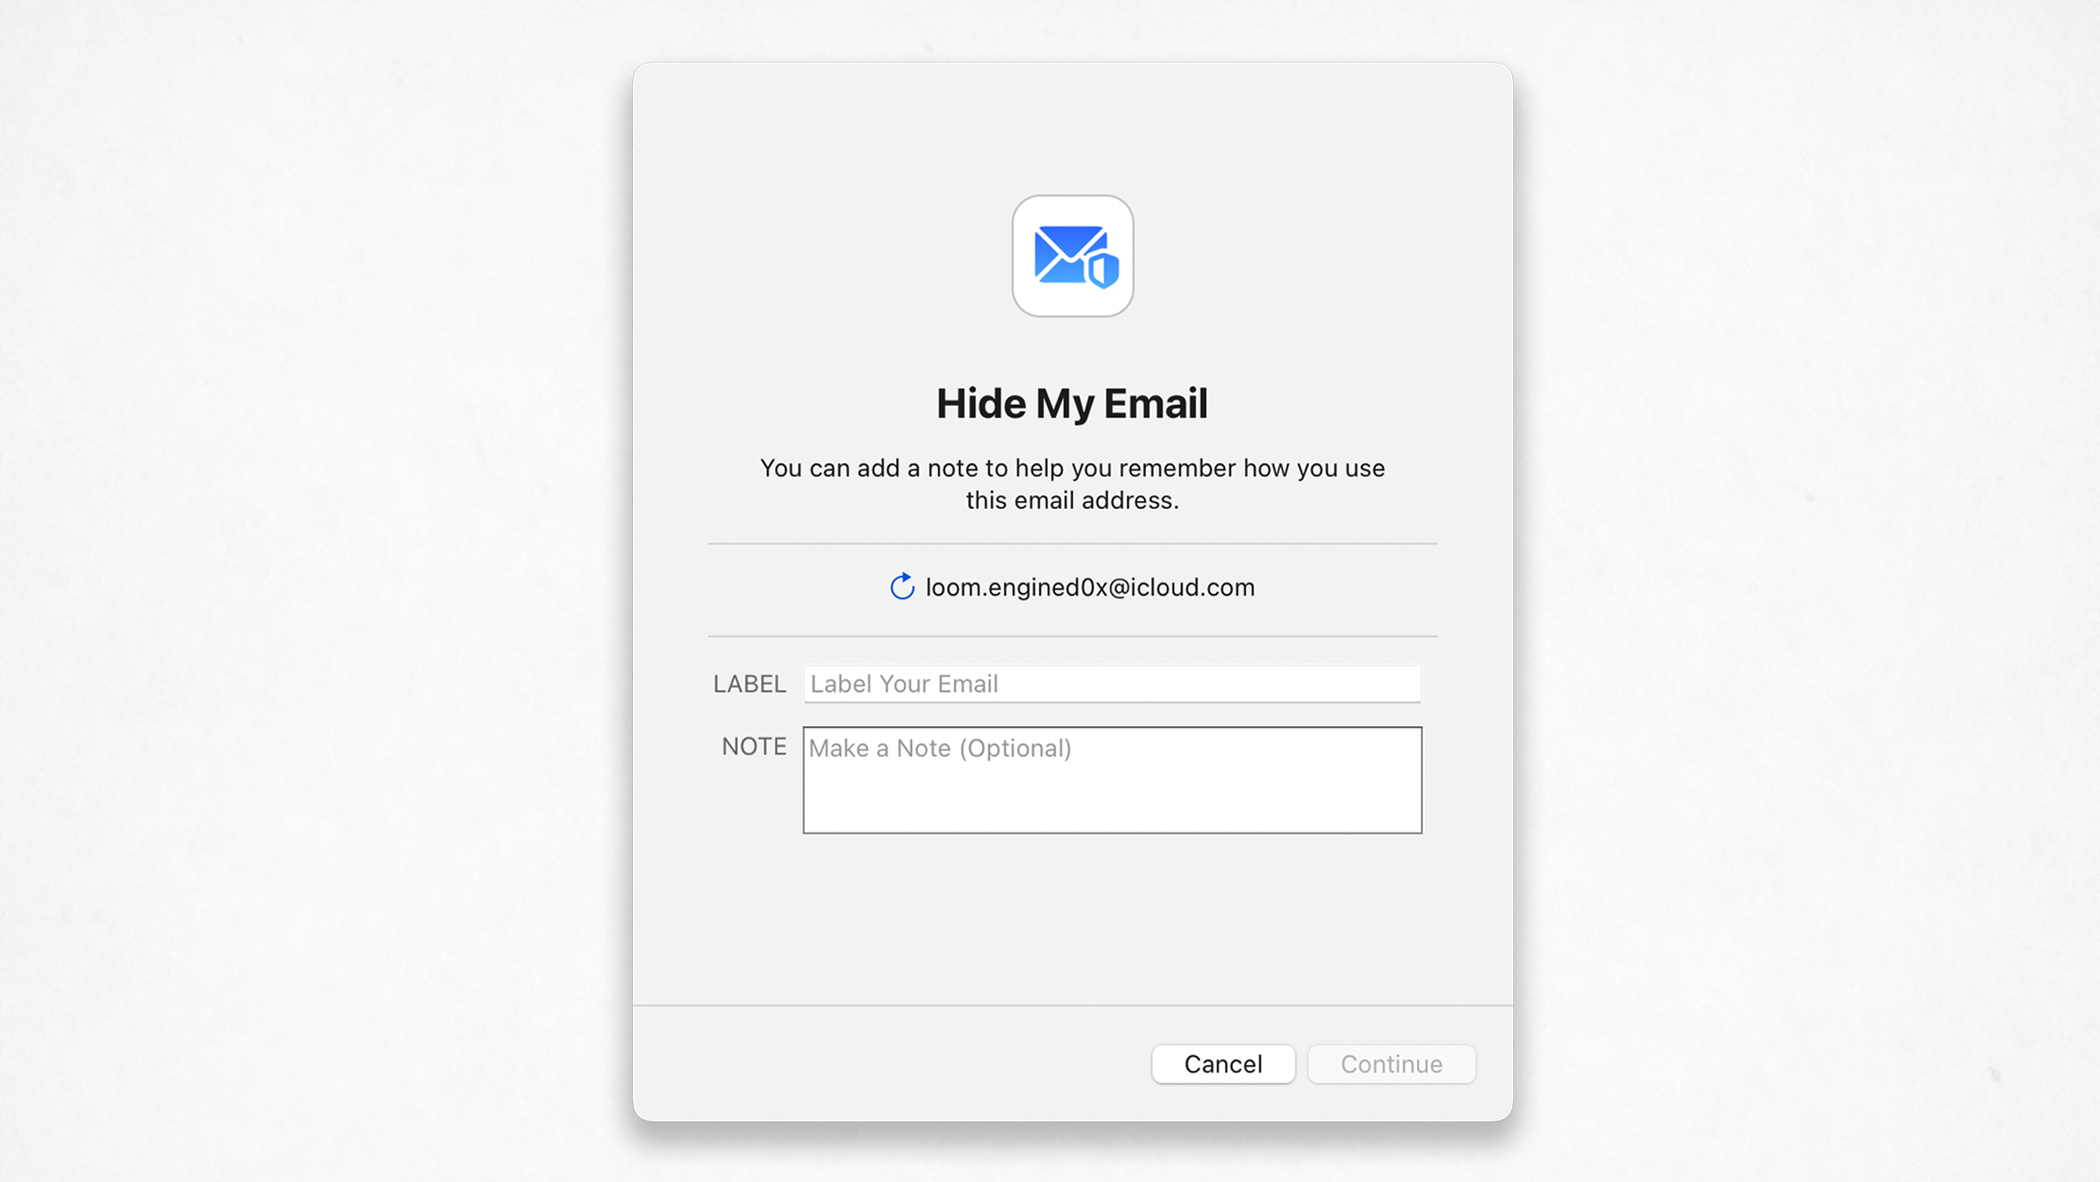 Hide My Email
You can add a note to help you remember how you use
this email address.
loom.engined0x@icloud.com
LABEL Label Your Email
NOTE Make a Note (Optional)
Cancel Continue